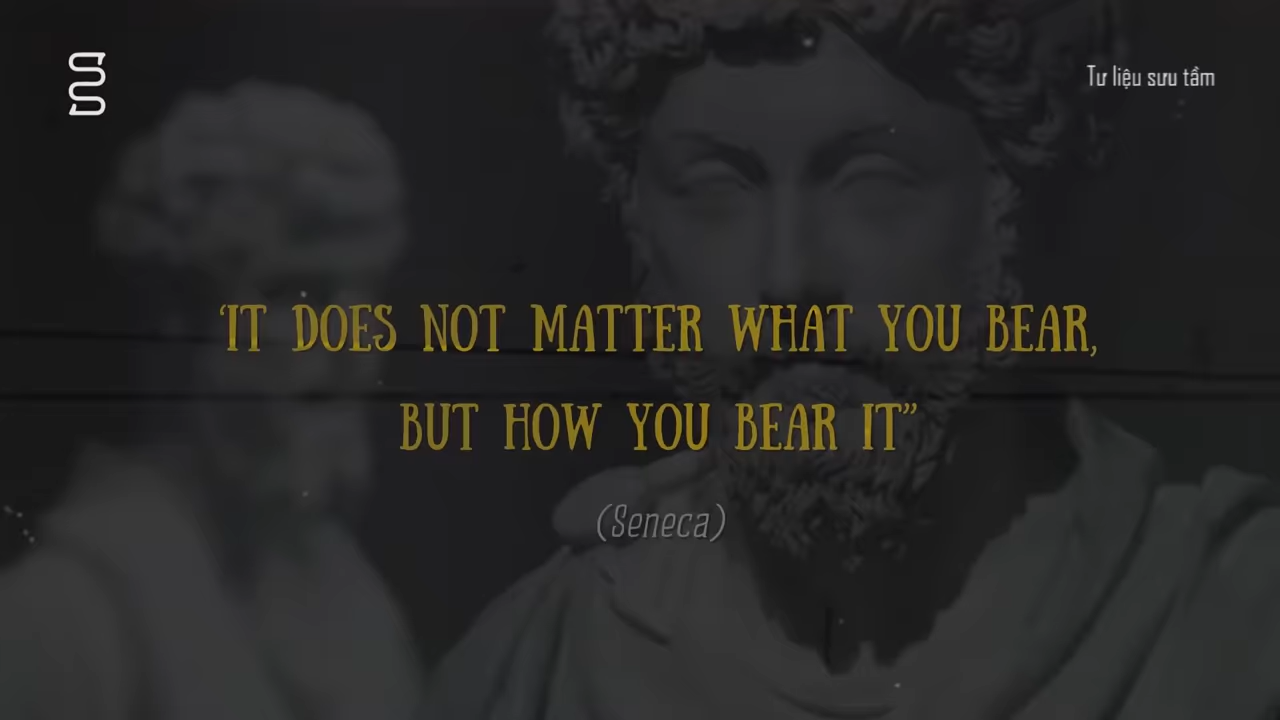 Tư liệu sưu tầm
‘IT DOES NOT MATTER WHAT YOU BEAR,
BUT HOW YOU BEAR IT”
(Seneca)